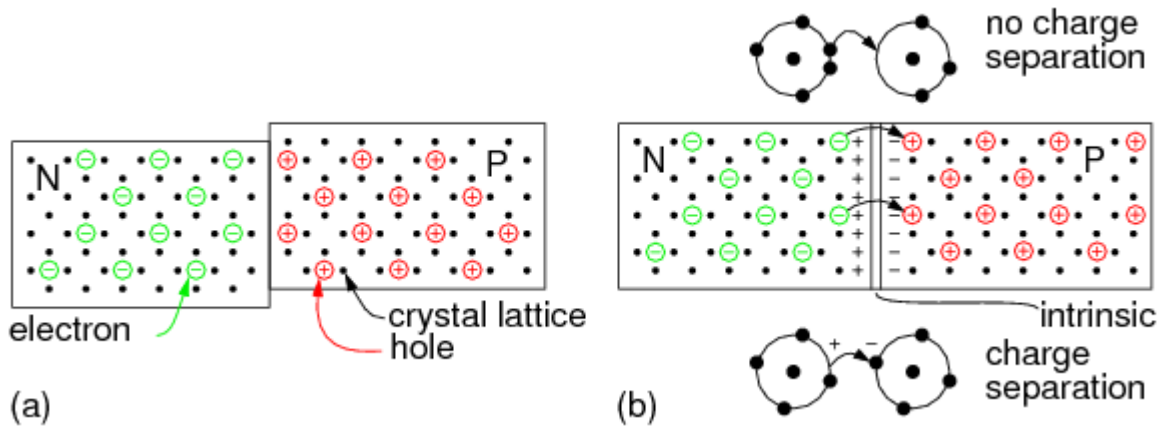 N
P
electron
crystal lattice
hole
(a)
no charge
separation
N
P
intrinsic
charge
separation
(b)